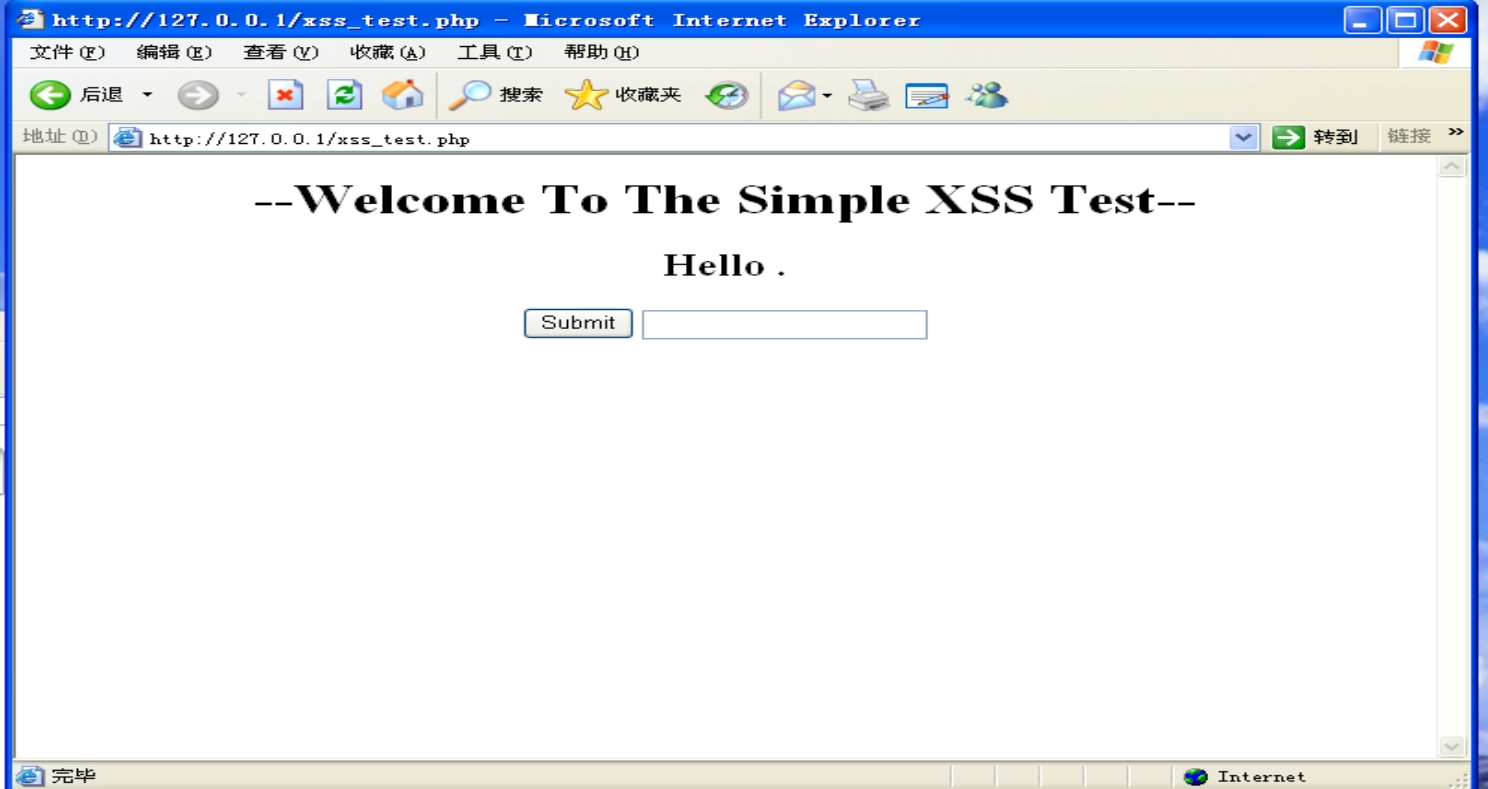 http://127.0.0.1/xss_test.php - Microsoft Internet Explorer
文件(F) 编辑(E) 查看(V) 收藏(A) 工具(T) 帮助(H)
后退 搜索 收藏夹
地址(D) http://127.0.0.1/xss_test.php 转到 链接 »
--Welcome To The Simple XSS Test--
Hello .
Submit
完毕 Internet